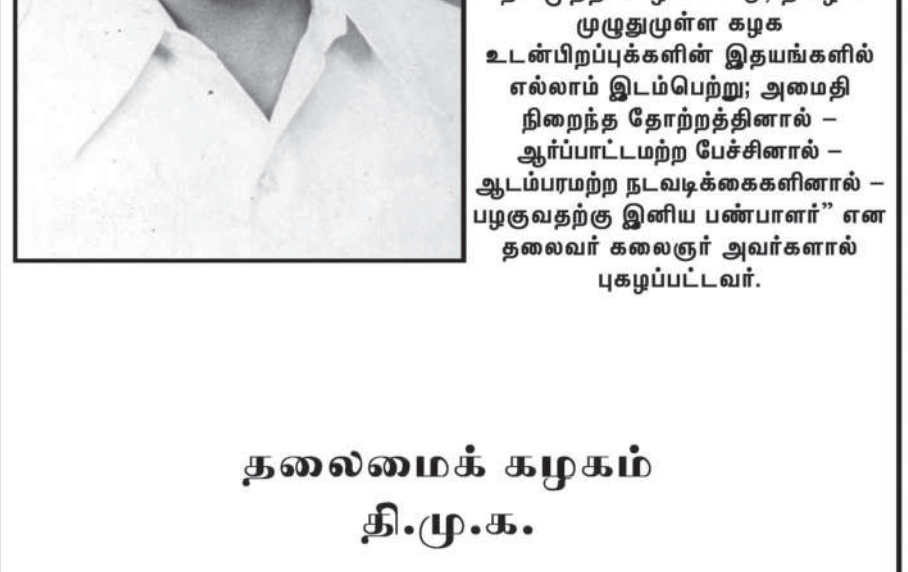 முழுதுமுள்ள கழக
உடன்பிறப்புக்களின் இதயங்களில்
எல்லாம் இடம்பெற்று; அமைதி
நிறைந்த தோற்றத்தினால் –
ஆர்ப்பாட்டமற்ற பேச்சினால் –
ஆடம்பரமற்ற நடவடிக்கைகளினால் –
பழகுவதற்கு இனிய பண்பாளர்” என
தலைவர் கலைஞர் அவர்களால்
புகழப்பட்டவர்.
தலைமைக் கழகம்
தி.மு.க.